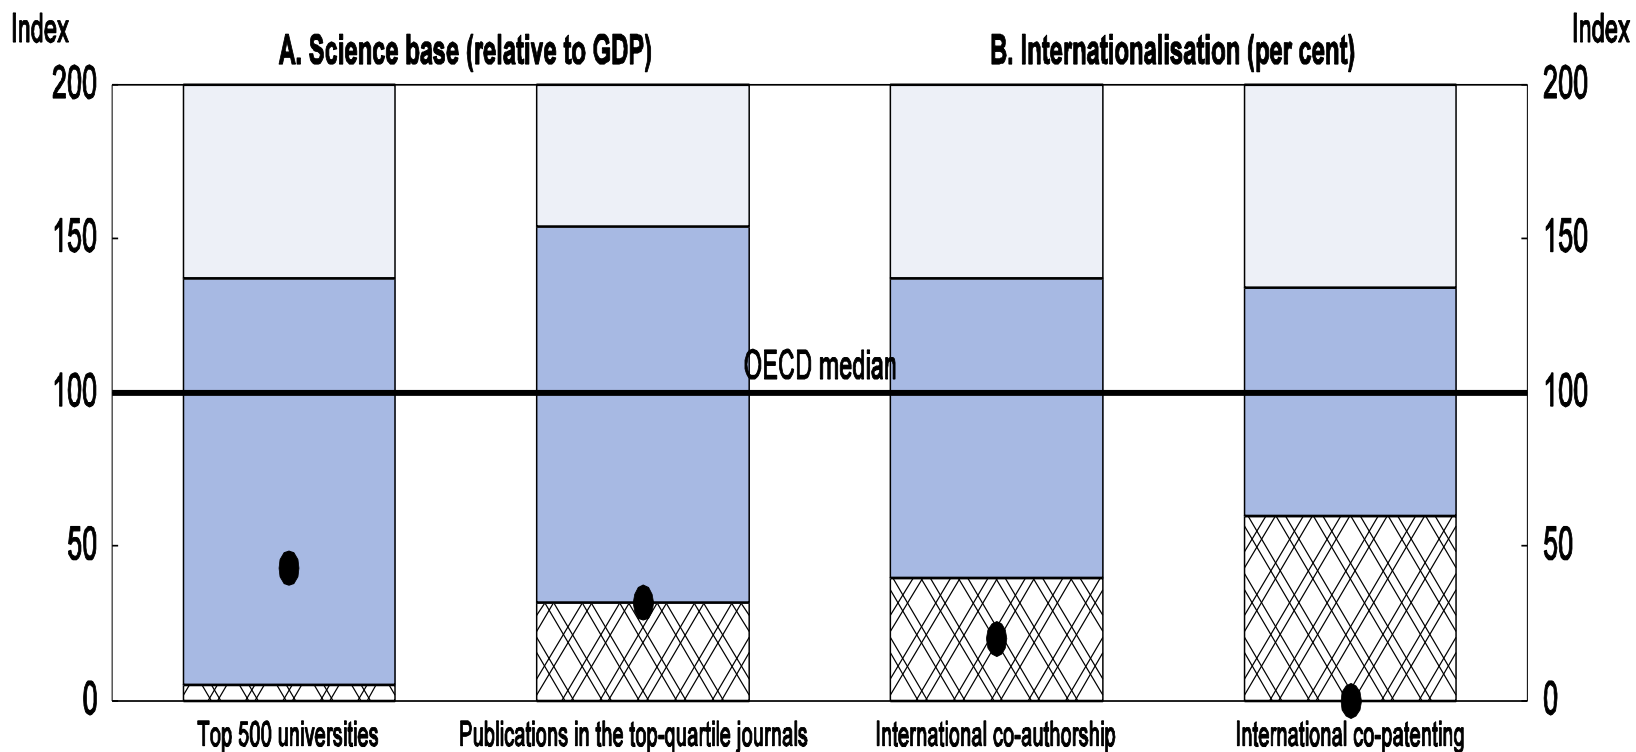 Index
A. Science base (relative to GDP)
B. Internationalisation (per cent)
Index
200
200
150
150
OECD median
100
100
50
50
0
0
Top 500 universities
Publications in the top-quartile journals
International co-authorship
International co-patenting